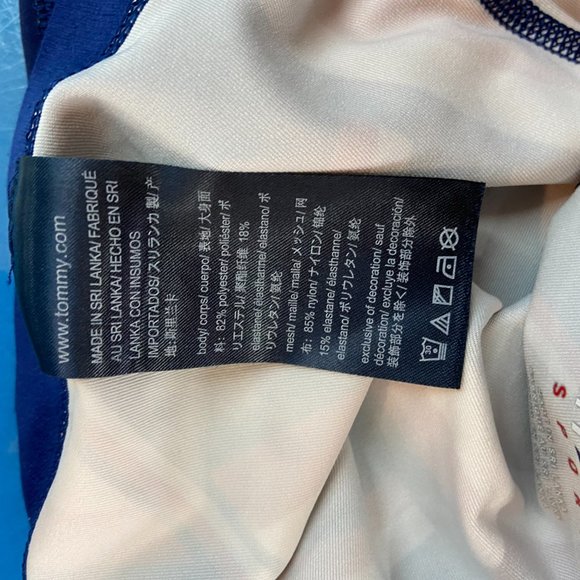 www.tommy.com
MADE IN SRI LANKA/ FABRIQUÉ
AU SRI LANKA/ HECHO EN SRI
LANKA CON INSUMOS
IMPORTADOS/ スリランカ 製/ 产
地: 斯里兰卡
body/ corps/ cuerpo/ 表地/ 大身面
料: 82% polyester/ poliéster/ ポ
リエステル/ 聚酯纤维 18%
elastane/ élasthanne/ elastano/ ポ
リウレタン/ 氨纶
mesh/ maille/ malla/ メッシュ/ 网
布: 85% nylon/ ナイロン/ 锦纶
15% elastane/ élasthanne/
elastano/ ポリウレタン/ 氨纶
exclusive of decoration/ sauf
décoration/ excluye la decoración/
装飾部分を除く/ 装饰部分除外
30